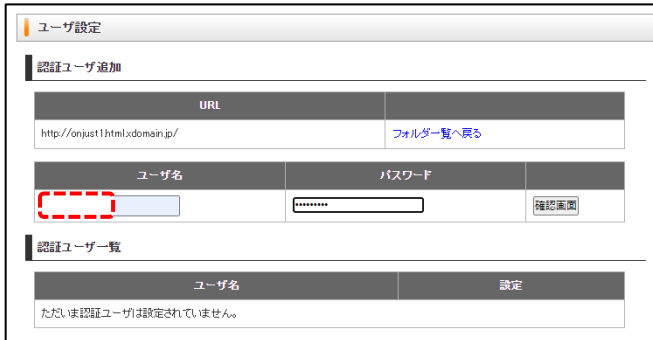 ユーザ設定
認証ユーザ追加
URL
http://onjust1.html.xdomain.jp/ フォルダ一覧へ戻る
ユーザ名 パスワード
••••••••• 確認画面
認証ユーザ一覧
ユーザ名 設定
ただいま認証ユーザは設定されていません。